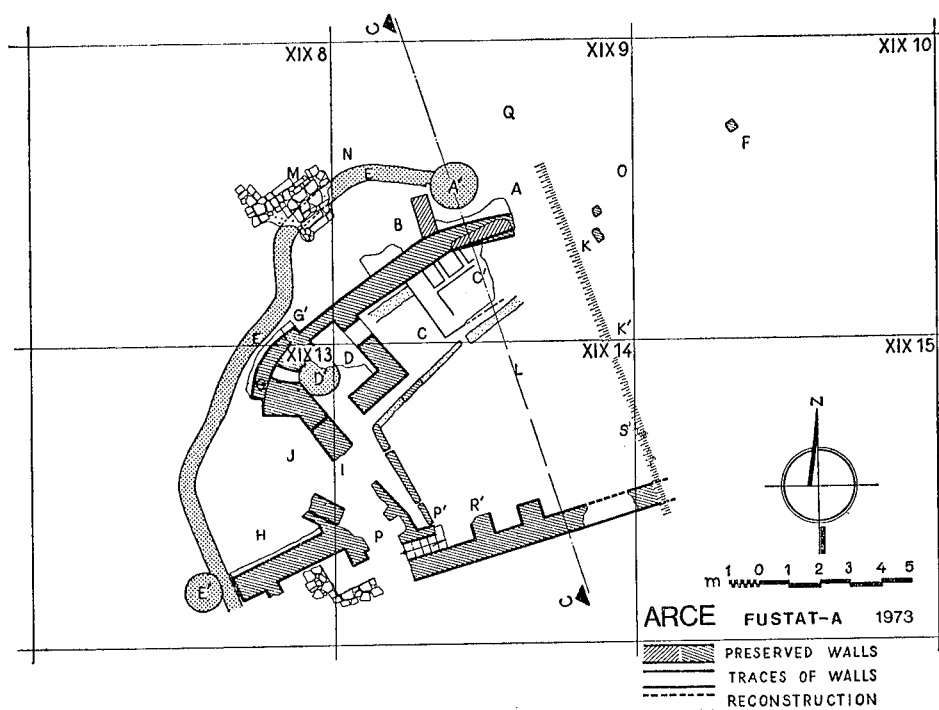 C
XIX 8 XIX 9 XIX 10
Q
F
N
M E O
A' A
B
K
C'
G' C K'
E'
XIX 13 D XIX 14 XIX 15
G D' L
N
S'
J I
P' R'
H P
E'
C
m 1 0 1 2 3 4 5
ARCE FUSTAT-A 1973
PRESERVED WALLS
TRACES OF WALLS
RECONSTRUCTION